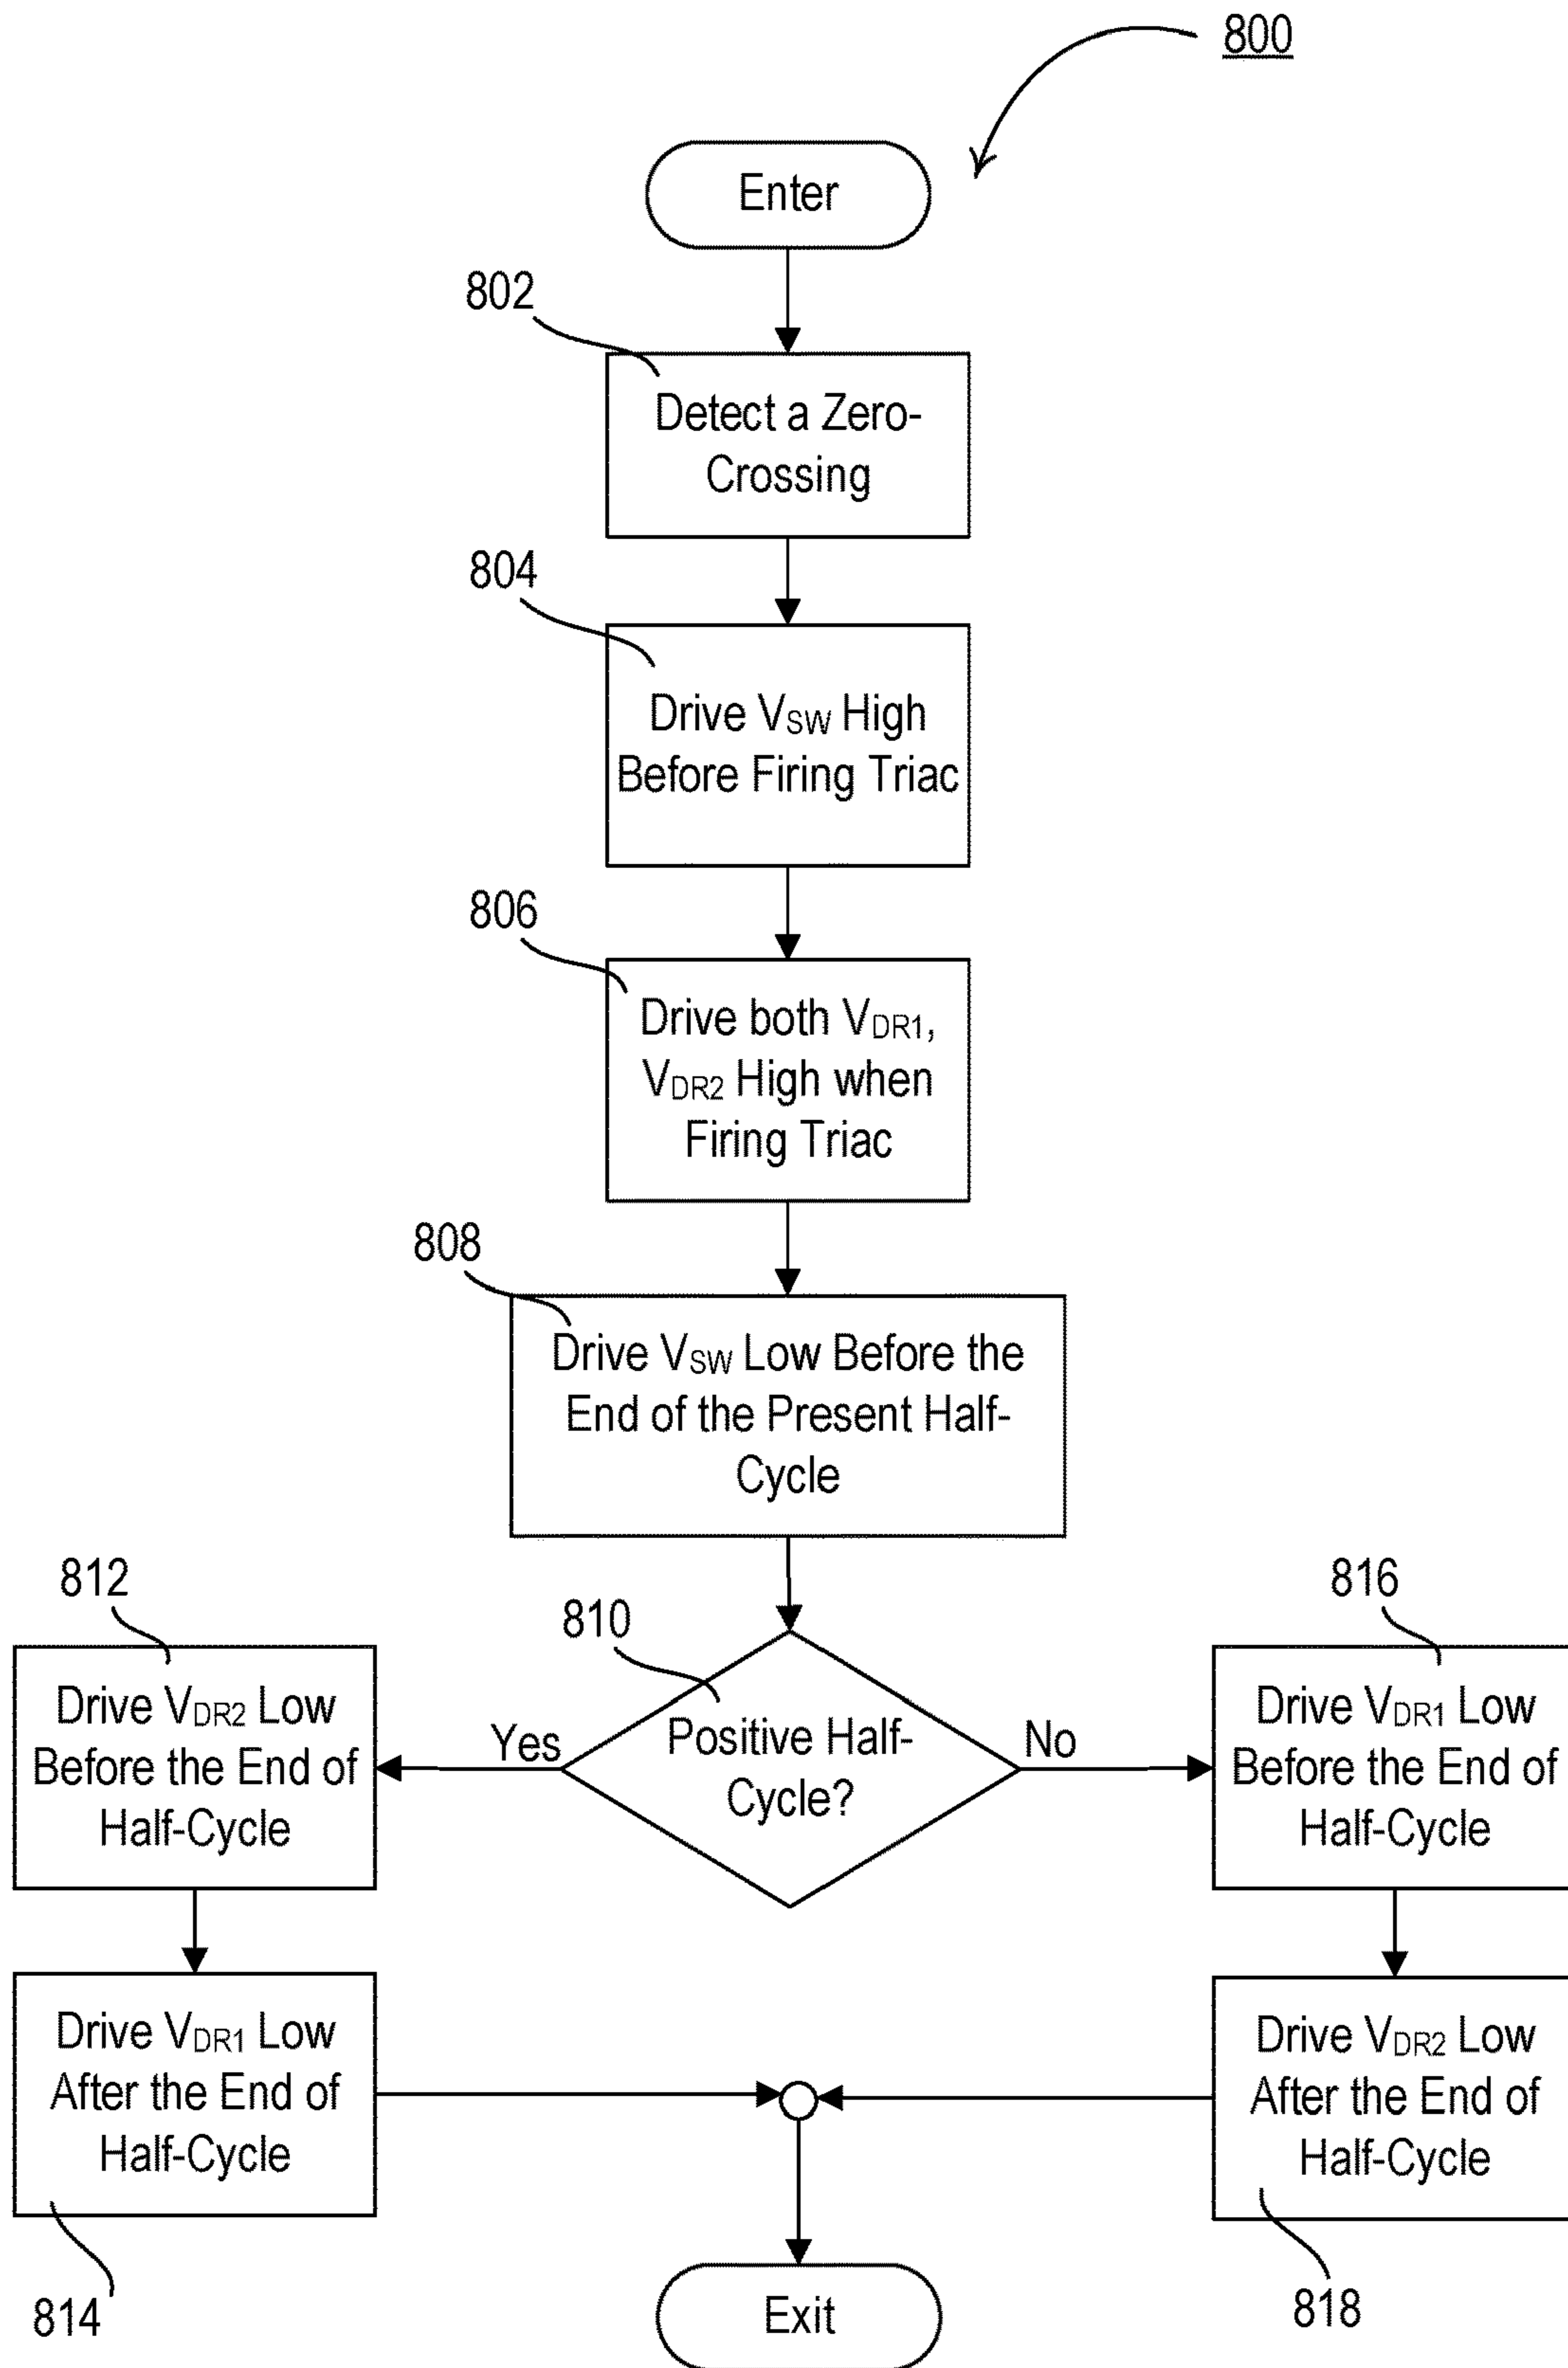 800
Enter
802
Detect a Zero-
Crossing
804
Drive VSW High
Before Firing Triac
806
Drive both VDR1,
VDR2 High when
Firing Triac
808
Drive VSW Low Before the
End of the Present Half-
Cycle
810
Positive Half-
Cycle?
Yes
No
812
Drive VDR2 Low
Before the End of
Half-Cycle
816
Drive VDR1 Low
Before the End of
Half-Cycle
Drive VDR1 Low
After the End of
Half-Cycle
814
Drive VDR2 Low
After the End of
Half-Cycle
818
Exit